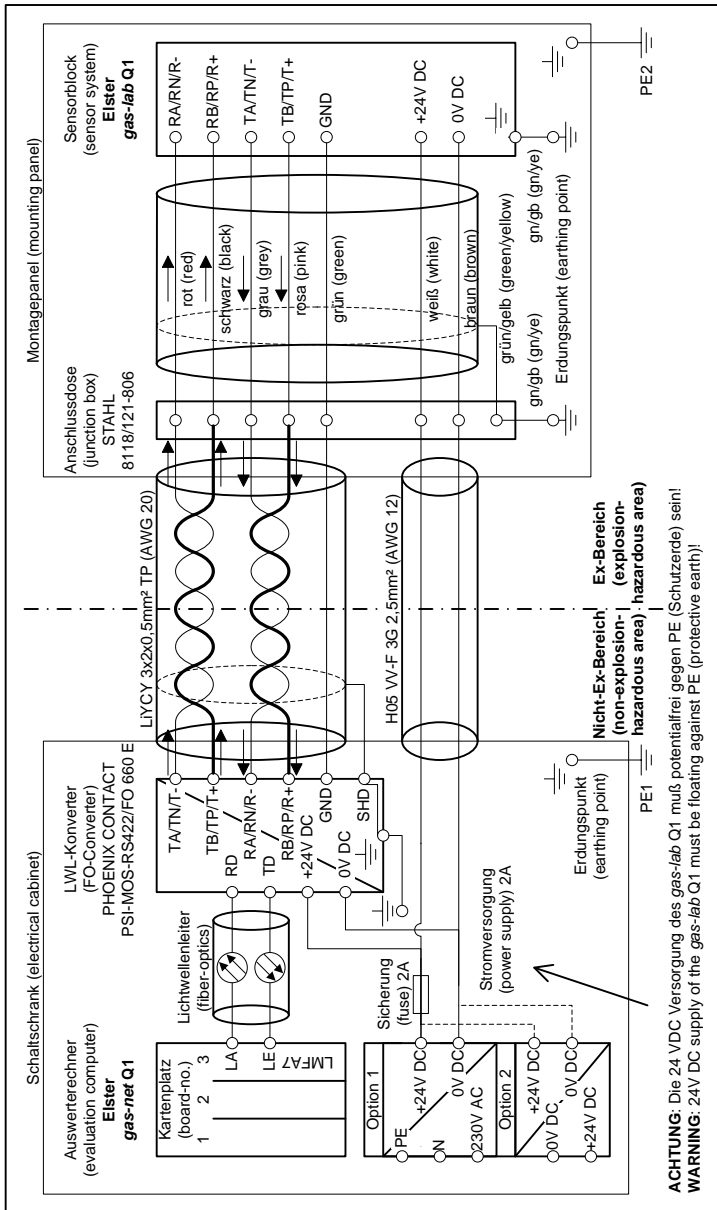 Schaltschrank (electrical cabinet)
Auswerterechner
(evaluation computer)
Elster
gas-net Q1
Kartenplatz
(board-no.)
1 2 3
LA
LE
LMFA7
Lichtwellenleiter
(fiber-optics)
LWL-Konverter
(FO-Converter)
PHOENIX CONTACT
PSI-MOS-RS422/FO 660 E
RD
TD
+24V DC
0V DC
TA/TN/T-
TB/TP/T+
RA/RN/R-
RB/RP/R+
GND
SHD
Option 1
PE
N
230V AC
+24V DC
0V DC
Option 2
0V DC
+24V DC
+24V DC
0V DC
Sicherung
(fuse) 2A
Stromversorgung
(power supply) 2A
Erdungspunkt
(earthing point)
PE1
LiYCY 3x2x0,5mm² TP (AWG 20)
H05 VV-F 3G 2,5mm² (AWG 12)
Nicht-Ex-Bereich
(non-explosion-
hazardous area)
Ex-Bereich
(explosion-
hazardous area)
Montagepanel (mounting panel)
Anschlussdose
(junction box)
STAHL
8118/121-806
rot (red)
schwarz (black)
grau (grey)
rosa (pink)
grün (green)
weiß (white)
braun (brown)
grün/gelb (green/yellow)
gn/gb (gn/ye)
Erdungspunkt (earthing point)
gn/gb (gn/ye)
Sensorblock
(sensor system)
Elster
gas-lab Q1
RA/RN/R-
RB/RP/R+
TA/TN/T-
TB/TP/T+
GND
+24V DC
0V DC
PE2
ACHTUNG: Die 24 VDC Versorgung des gas-lab Q1 muß potentialfrei gegen PE (Schutzerde) sein!
WARNING: 24V DC supply of the gas-lab Q1 must be floating against PE (protective earth)!